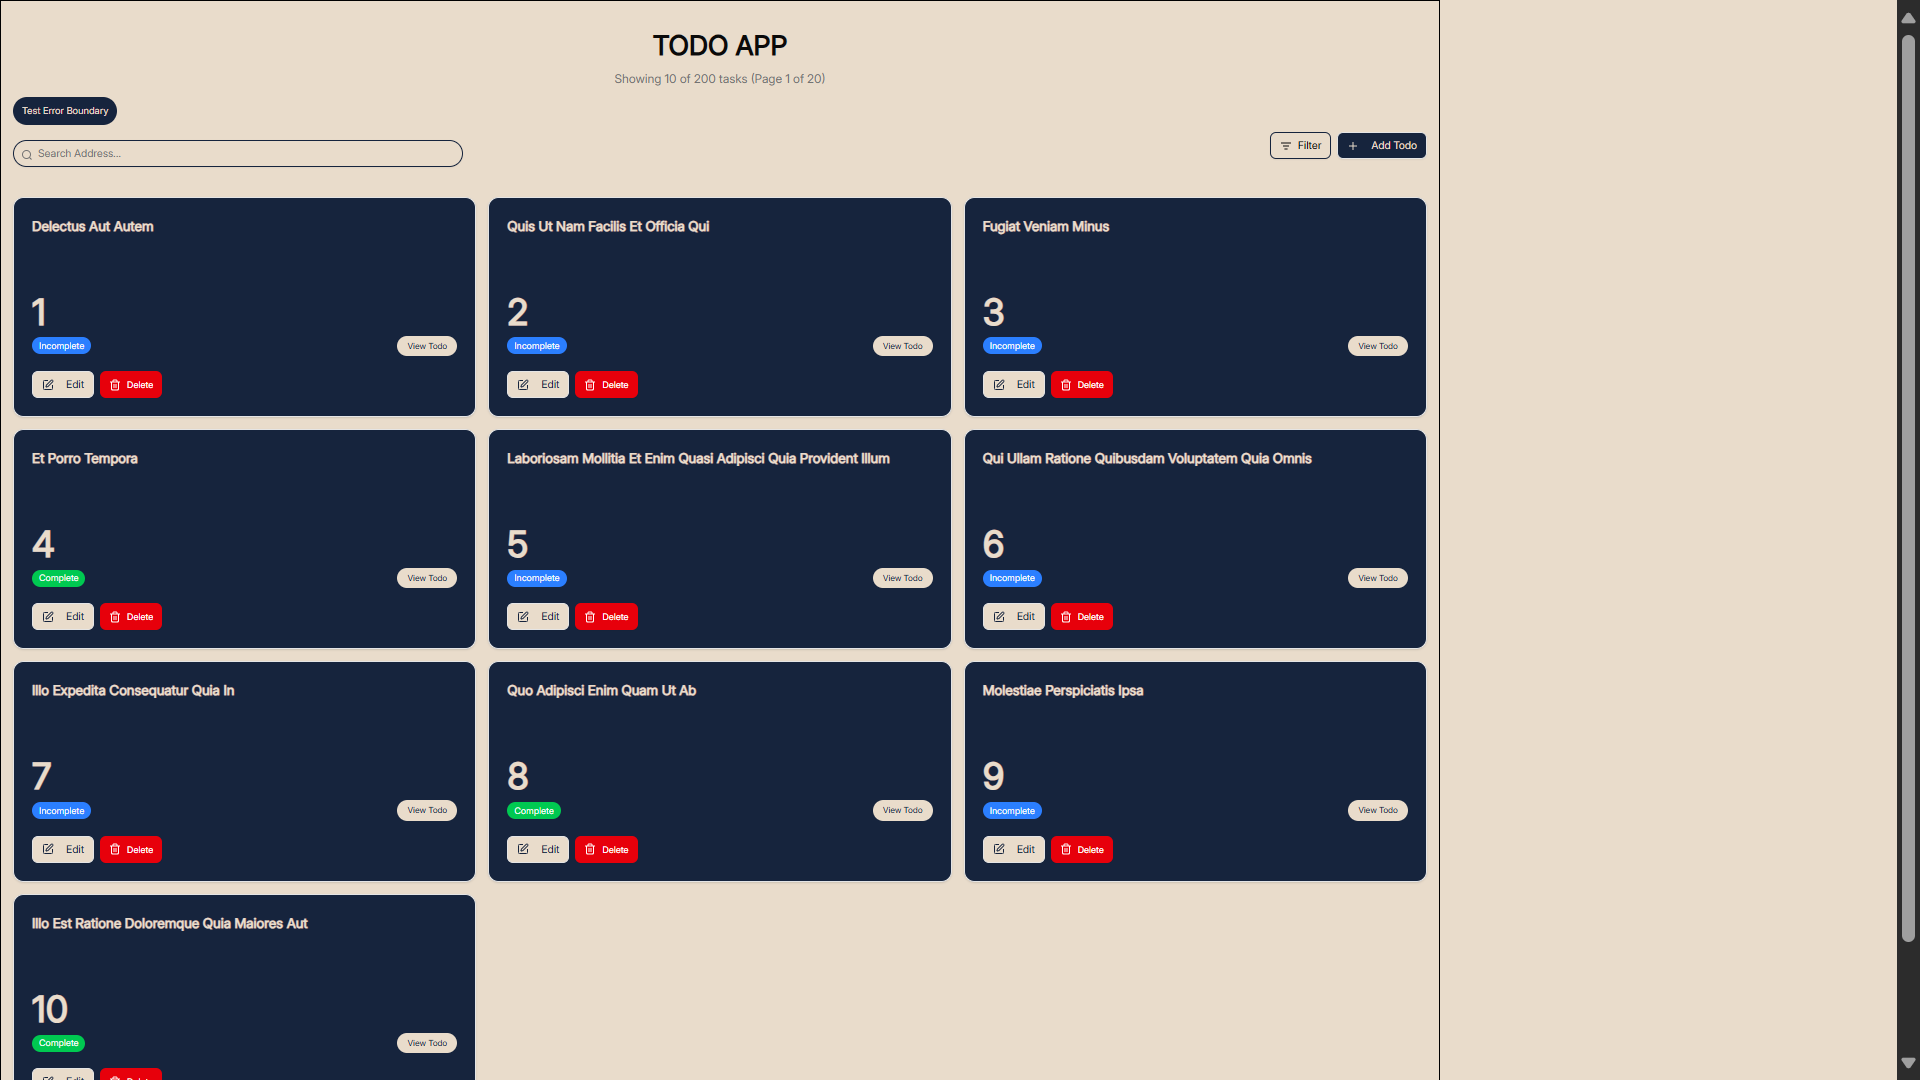 TODO APP
Showing 10 of 200 tasks (Page 1 of 20)
Test Error Boundary
Search Address...
Filter
Add Todo
Delectus Aut Autem
1
Incomplete
View Todo
Edit
Delete
Quis Ut Nam Facilis Et Officia Qui
2
Incomplete
View Todo
Edit
Delete
Fugiat Veniam Minus
3
Incomplete
View Todo
Edit
Delete
Et Porro Tempora
4
Complete
View Todo
Edit
Delete
Laboriosam Mollitia Et Enim Quasi Adipisci Quia Provident Illum
5
Incomplete
View Todo
Edit
Delete
Qui Ullam Ratione Quibusdam Voluptatem Quia Omnis
6
Incomplete
View Todo
Edit
Delete
Illo Expedita Consequatur Quia In
7
Incomplete
View Todo
Edit
Delete
Quo Adipisci Enim Quam Ut Ab
8
Complete
View Todo
Edit
Delete
Molestiae Perspiciatis Ipsa
9
Incomplete
View Todo
Edit
Delete
Illo Est Ratione Doloremque Quia Maiores Aut
10
Complete
View Todo